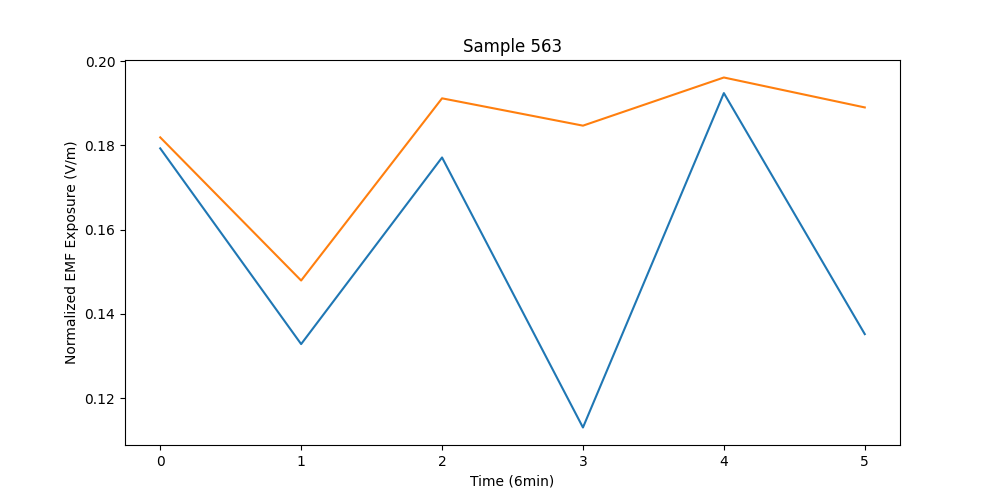 Sample 563
Normalized EMF Exposure (V/m)
0.20
0.18
0.16
0.14
0.12
0 1 2 3 4 5
Time (6min)